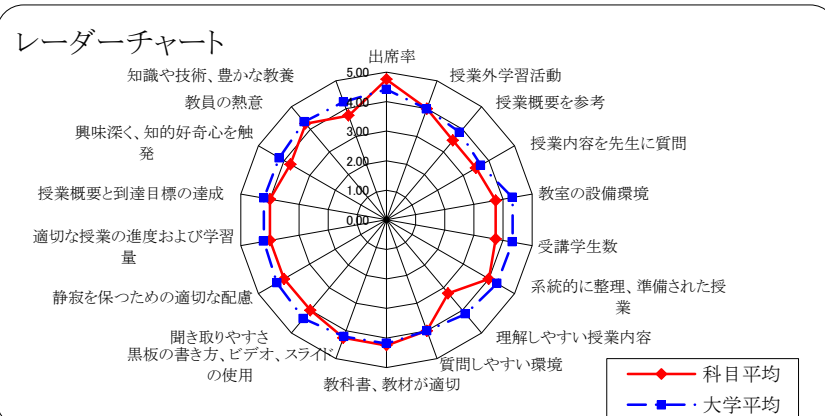 レーダーチャート
出席率
授業外学習活動
授業概要を参考
授業内容を先生に質問
教室の設備環境
受講学生数
系統的に整理、準備された授
業
理解しやすい授業内容
質問しやすい環境
教科書、教材が適切
黒板の書き方、ビデオ、スライド
の使用
聞き取りやすさ
静寂を保つための適切な配慮
適切な授業の進度および学習
量
授業概要と到達目標の達成
興味深く、知的好奇心を触
発
教員の熱意
知識や技術、豊かな教養
5.00
4.00
3.00
2.00
1.00
0.00
科目平均
大学平均